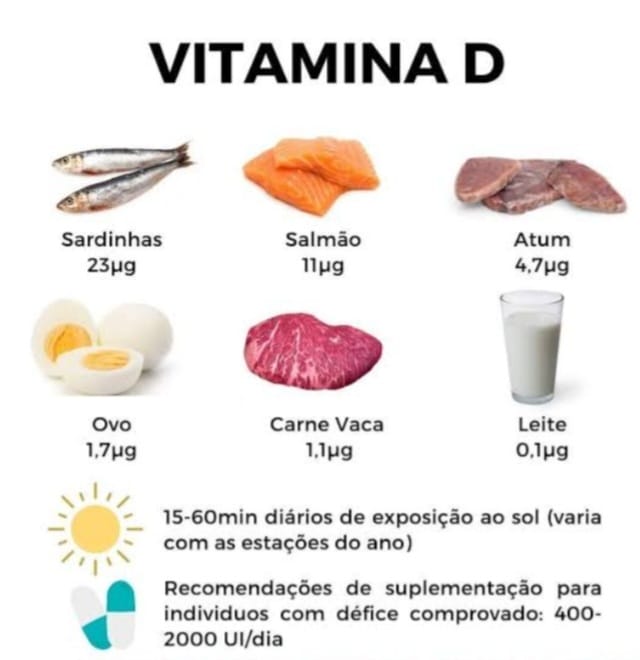 VITAMINA D
Sardinhas
23µg
Salmão
11µg
Atum
4,7µg
Ovo
1,7µg
Carne Vaca
1,1µg
Leite
0,1µg
15-60min diários de exposição ao sol (varia
com as estações do ano)
Recomendações de suplementação para
individuos com défice comprovado: 400-
2000 UI/dia